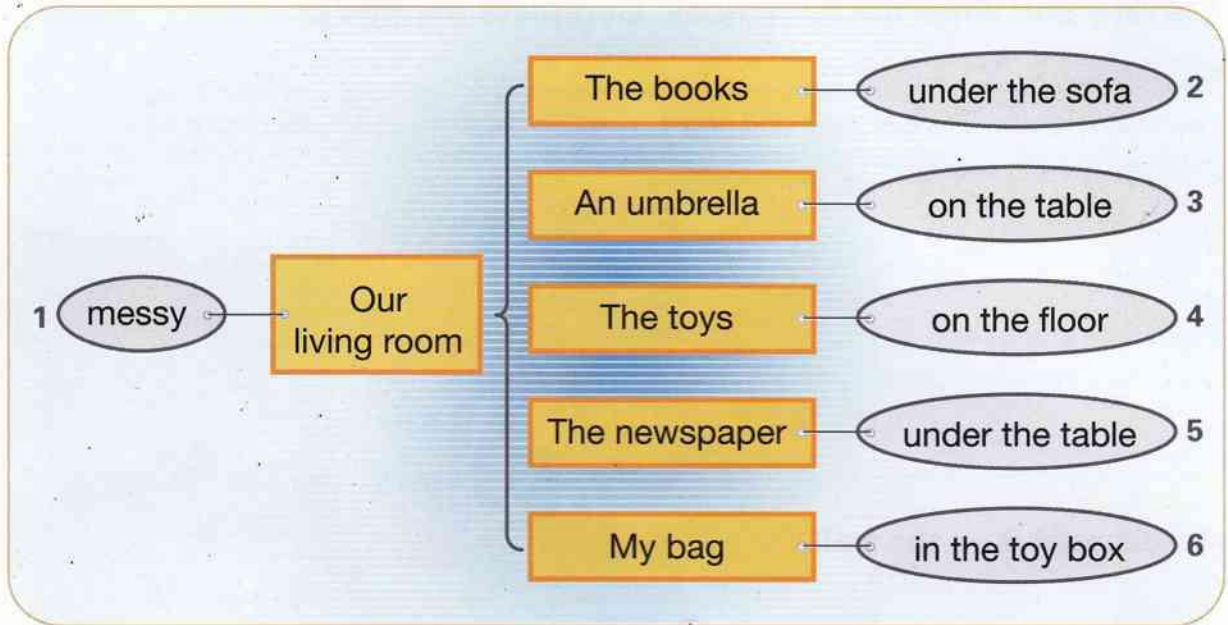 The books
under the sofa
2
An umbrella
on the table
3
1
messy
Our
living room
The toys
on the floor
4
The newspaper
under the table
5
My bag
in the toy box
6